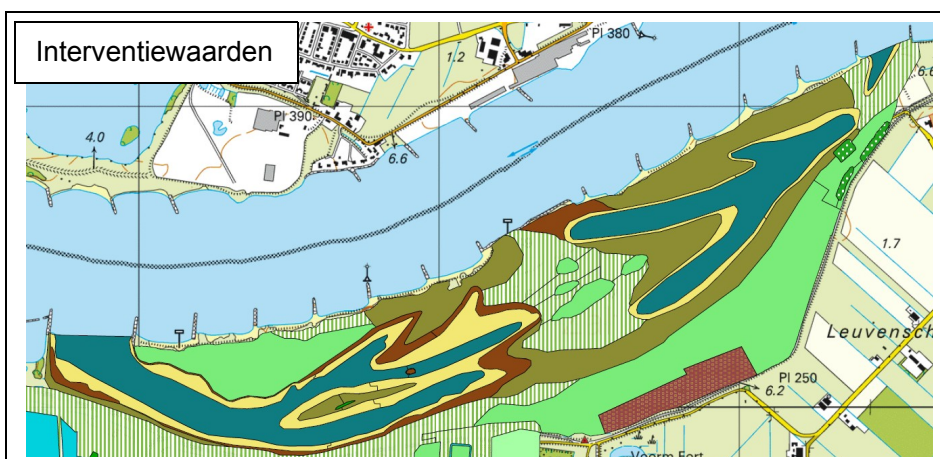 Interventiewaarden
Pl 380
1.2
6.6
Pl 390
4.0
6.6
1.7
Leuvensch
Pl 250
6.2
Voorm Fort